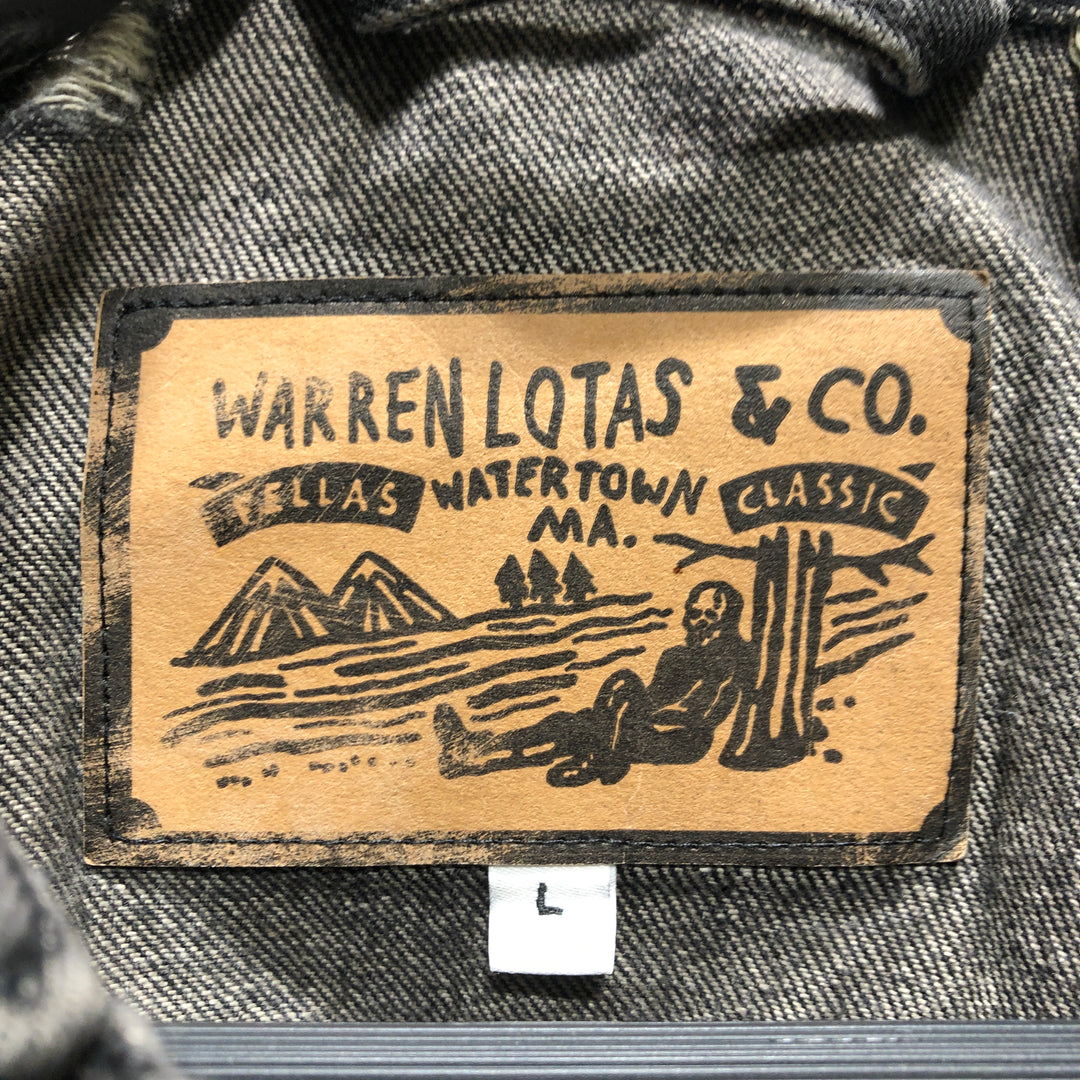 WARREN LOTAS & CO.
FELLAS WATERTOWN CLASSIC
MA.
L